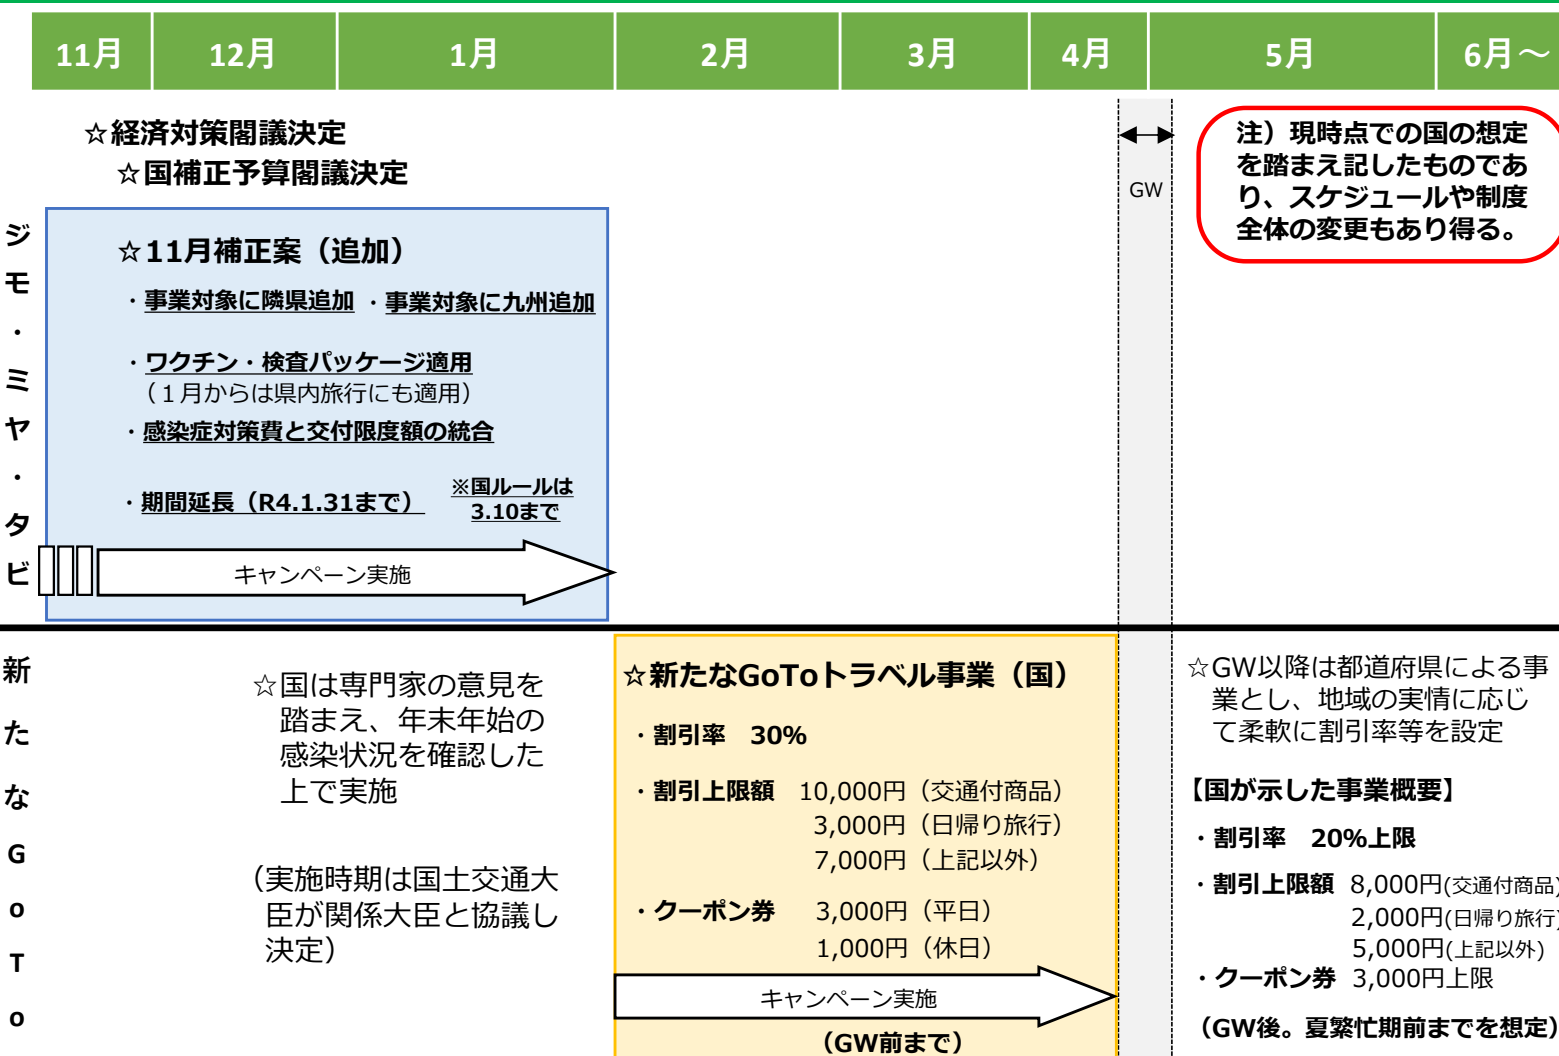 11月 12月 1月 2月 3月 4月 5月 6月～
☆経済対策閣議決定
☆国補正予算閣議決定
ジモ・ミヤ・タビ
☆11月補正案（追加）
・事業対象に隣県追加 ・事業対象に九州追加
・ワクチン・検査パッケージ適用
（１月からは県内旅行にも適用）
・感染症対策費と交付限度額の統合
・期間延長（R4.1.31まで）
※国ルールは
3.10まで
キャンペーン実施
GW
注）現時点での国の想定
を踏まえ記したものであ
り、スケジュールや制度
全体の変更もあり得る。
新たなGoTo
☆国は専門家の意見を
踏まえ、年末年始の
感染状況を確認した
上で実施
（実施時期は国土交通大
臣が関係大臣と協議し
決定）
☆新たなGoToトラベル事業（国）
・割引率　30%
・割引上限額　10,000円（交通付商品）
3,000円（日帰り旅行）
7,000円（上記以外）
・クーポン券　3,000円（平日）
1,000円（休日）
キャンペーン実施
（GW前まで）
☆GW以降は都道府県による事
業とし、地域の実情に応じ
て柔軟に割引率等を設定
【国が示した事業概要】
・割引率　20%上限
・割引上限額 8,000円(交通付商品)
2,000円(日帰り旅行)
5,000円(上記以外)
・クーポン券 3,000円上限
（GW後。夏繁忙期前までを想定）